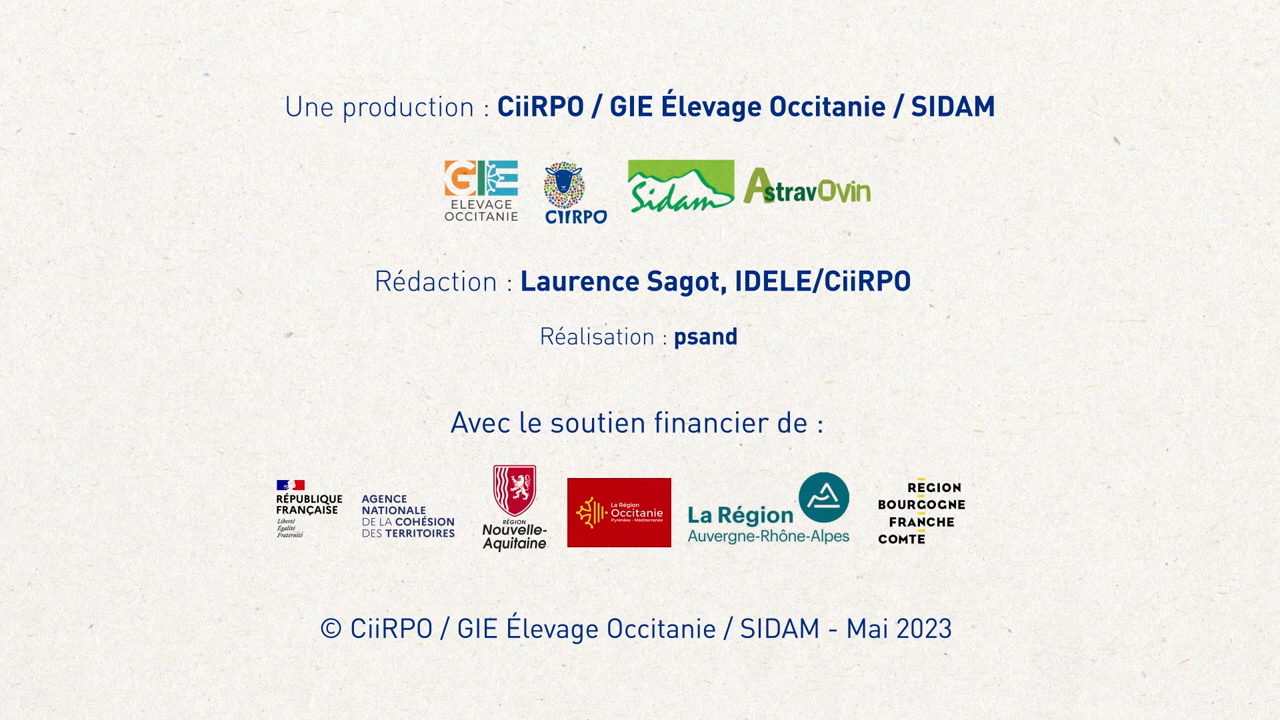 Une production : CiiRPO / GIE Élevage Occitanie / SIDAM
GIE
ELEVAGE
OCCITANIE
CIIRPO
Sidam
AstravOvin
Rédaction : Laurence Sagot, IDELE/CiiRPO
Réalisation : psand
Avec le soutien financier de :
RÉPUBLIQUE
FRANÇAISE
Liberté
Égalité
Fraternité
AGENCE
NATIONALE
DE LA COHÉSION
DES TERRITOIRES
RÉGION
Nouvelle-
Aquitaine
La Région
Occitanie
Pyrénées - Méditerranée
La Région
Auvergne-Rhône-Alpes
REGION
BOURGOGNE
FRANCHE
COMTE
© CiiRPO / GIE Élevage Occitanie / SIDAM - Mai 2023